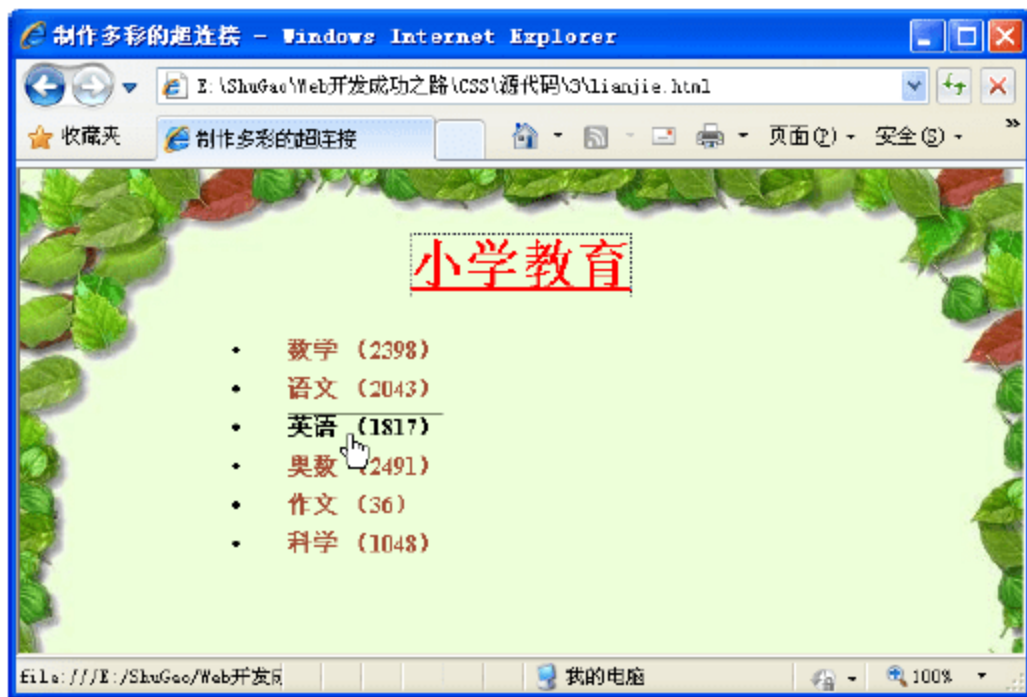 制作多彩的超连接 - Windows Internet Explorer
E:\ShuGao\Web开发成功之路\CSS\源代码\3\lianjie.html
收藏夹 制作多彩的超连接 页面(P) 安全(S) »
小学教育
• 数学 (2398)
• 语文 (2043)
• 英语 (1817)
• 奥数 (2491)
• 作文 (36)
• 科学 (1048)
file:///E:/ShuGao/Web开发成 我的电脑 100%